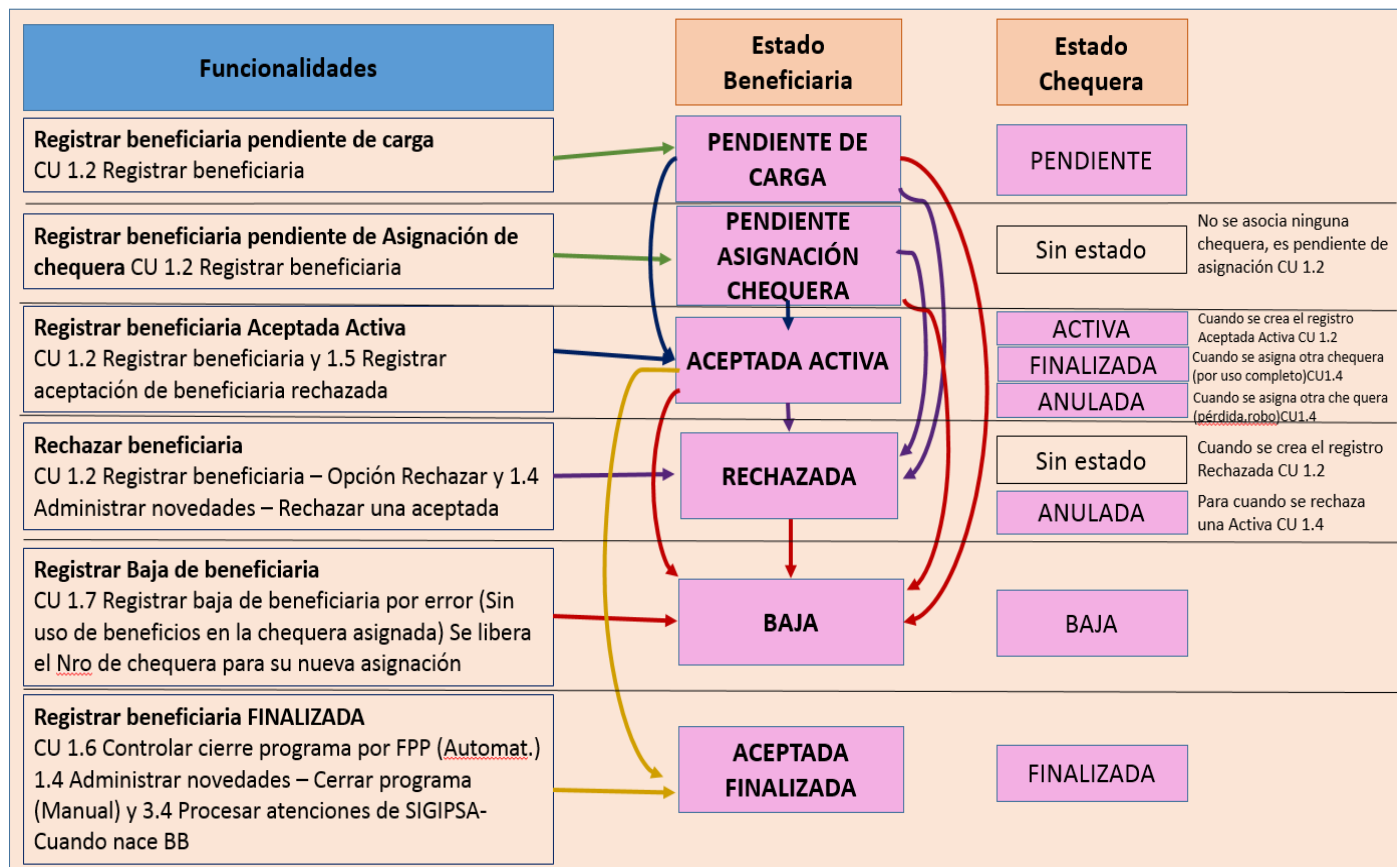 Funcionalidades
Estado
Beneficiaria
Estado
Chequera
Registrar beneficiaria pendiente de carga
CU 1.2 Registrar beneficiaria
PENDIENTE DE
CARGA
PENDIENTE
Registrar beneficiaria pendiente de Asignación de
chequera CU 1.2 Registrar beneficiaria
PENDIENTE
ASIGNACIÓN
CHEQUERA
Sin estado
No se asocia ninguna
chequera, es pendiente de
asignación CU 1.2
Registrar beneficiaria Aceptada Activa
CU 1.2 Registrar beneficiaria y 1.5 Registrar
aceptación de beneficiaria rechazada
ACEPTADA ACTIVA
ACTIVA
Cuando se crea el registro
Aceptada Activa CU 1.2
FINALIZADA
Cuando se asigna otra chequera
(por uso completo)CU1.4
ANULADA
Cuando se asigna otra che quera
(pérdida.robo)CU1.4
Rechazar beneficiaria
CU 1.2 Registrar beneficiaria – Opción Rechazar y 1.4
Administrar novedades – Rechazar una aceptada
RECHAZADA
Sin estado
Cuando se crea el registro
Rechazada CU 1.2
ANULADA
Para cuando se rechaza
una Activa CU 1.4
Registrar Baja de beneficiaria
CU 1.7 Registrar baja de beneficiaria por error (Sin
uso de beneficios en la chequera asignada) Se libera
el Nro de chequera para su nueva asignación
BAJA
BAJA
Registrar beneficiaria FINALIZADA
CU 1.6 Controlar cierre programa por FPP (Automat.)
1.4 Administrar novedades – Cerrar programa
(Manual) y 3.4 Procesar atenciones de SIGIPSA-
Cuando nace BB
ACEPTADA
FINALIZADA
FINALIZADA